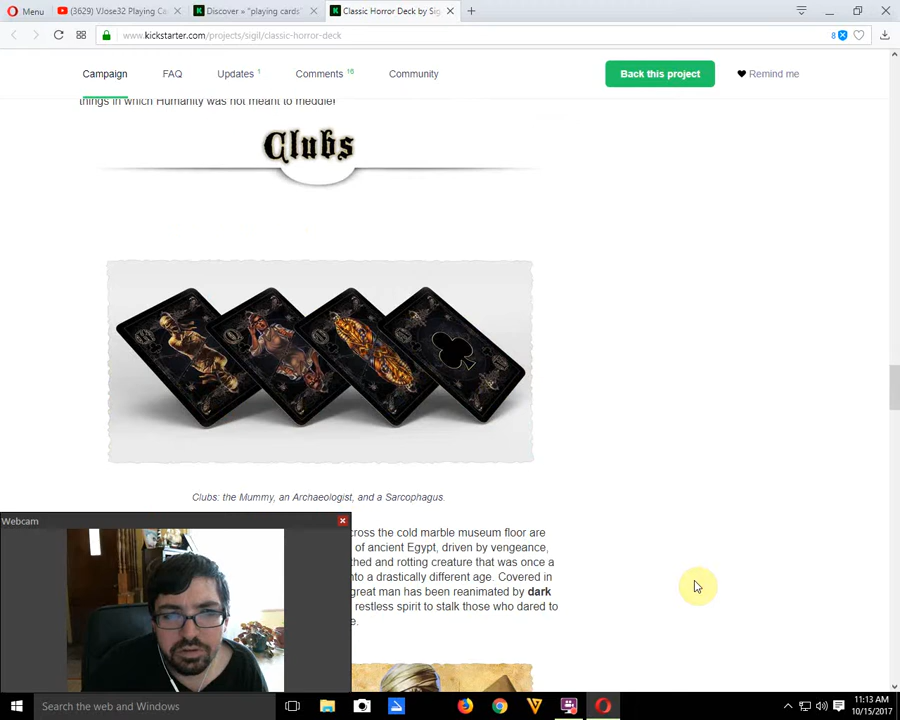 Menu
(3629) VJose32 Playing Ca
Discover » "playing cards"
Classic Horror Deck by Sig
www.kickstarter.com/projects/sigil/classic-horror-deck
8
Campaign
FAQ
Updates 1
Comments 16
Community
Back this project
Remind me
things in which Humanity was not meant to meddle!
Clubs
Clubs: the Mummy, an Archaeologist, and a Sarcophagus.
cross the cold marble museum floor are
of ancient Egypt, driven by vengeance,
thed and rotting creature that was once a
nto a drastically different age. Covered in
great man has been reanimated by dark
restless spirit to stalk those who dared to
e.
Webcam
Search the web and Windows
11:13 AM
10/15/2017